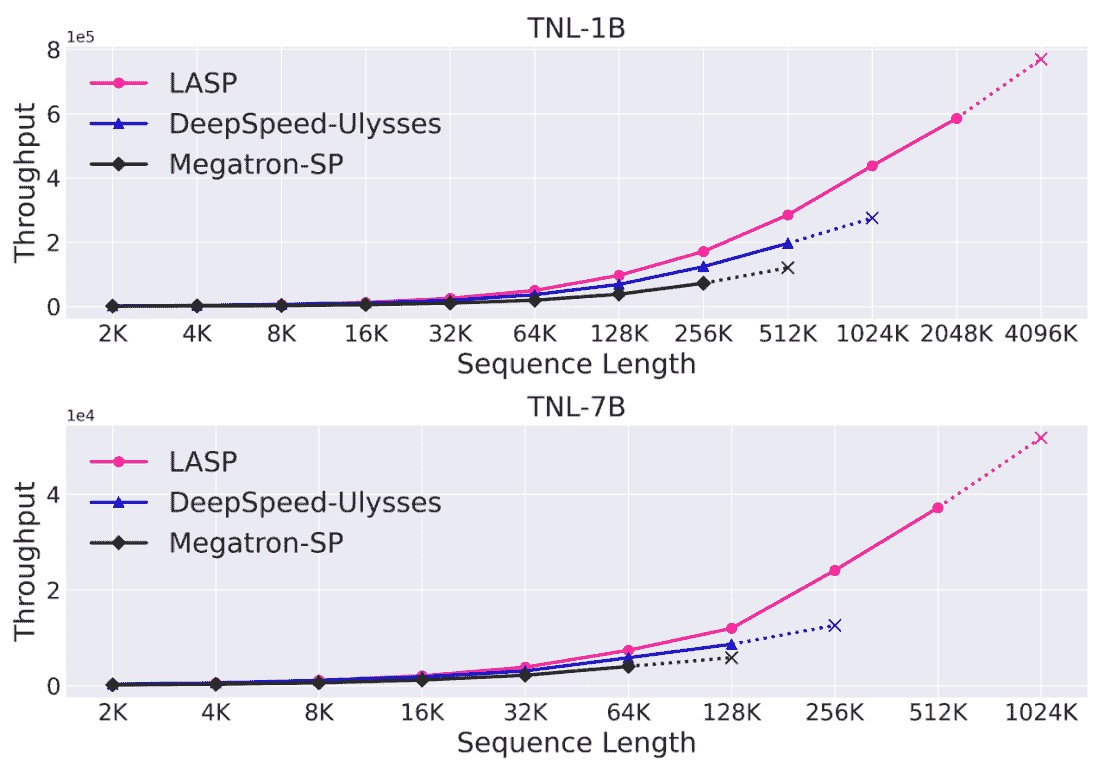 TNL-1B
1e5
8
6
4
2
0
Throughput
LASP
DeepSpeed-Ulysses
Megatron-SP
2K 4K 8K 16K 32K 64K 128K 256K 512K 1024K 2048K 4096K
Sequence Length
TNL-7B
1e4
4
2
0
Throughput
LASP
DeepSpeed-Ulysses
Megatron-SP
2K 4K 8K 16K 32K 64K 128K 256K 512K 1024K
Sequence Length